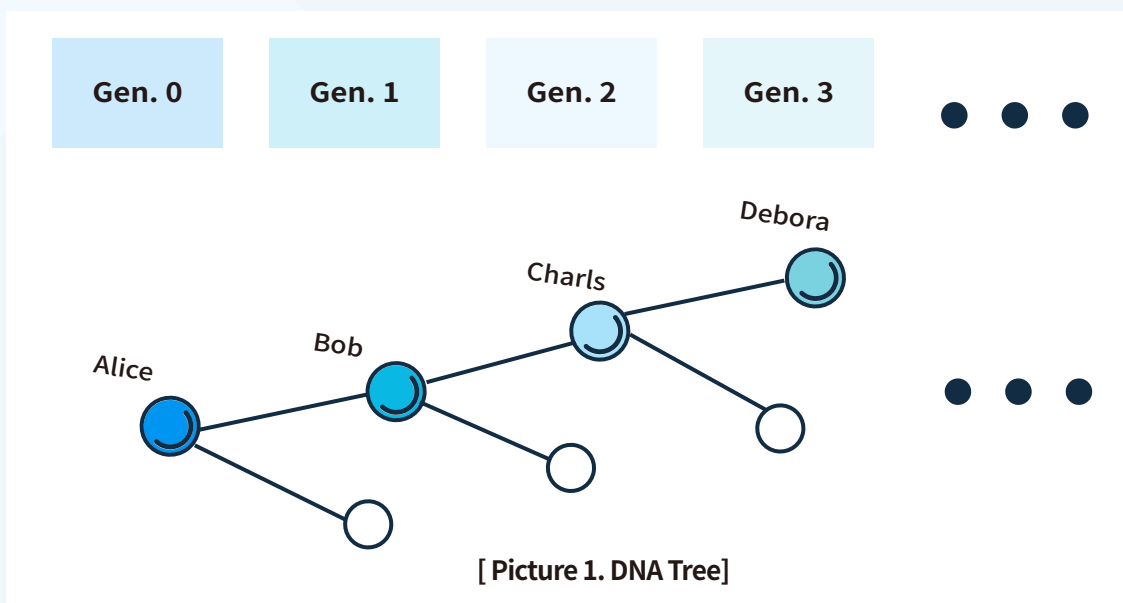 Gen. 0 Gen. 1 Gen. 2 Gen. 3
Debora
Charls
Bob
Alice
[ Picture 1. DNA Tree]